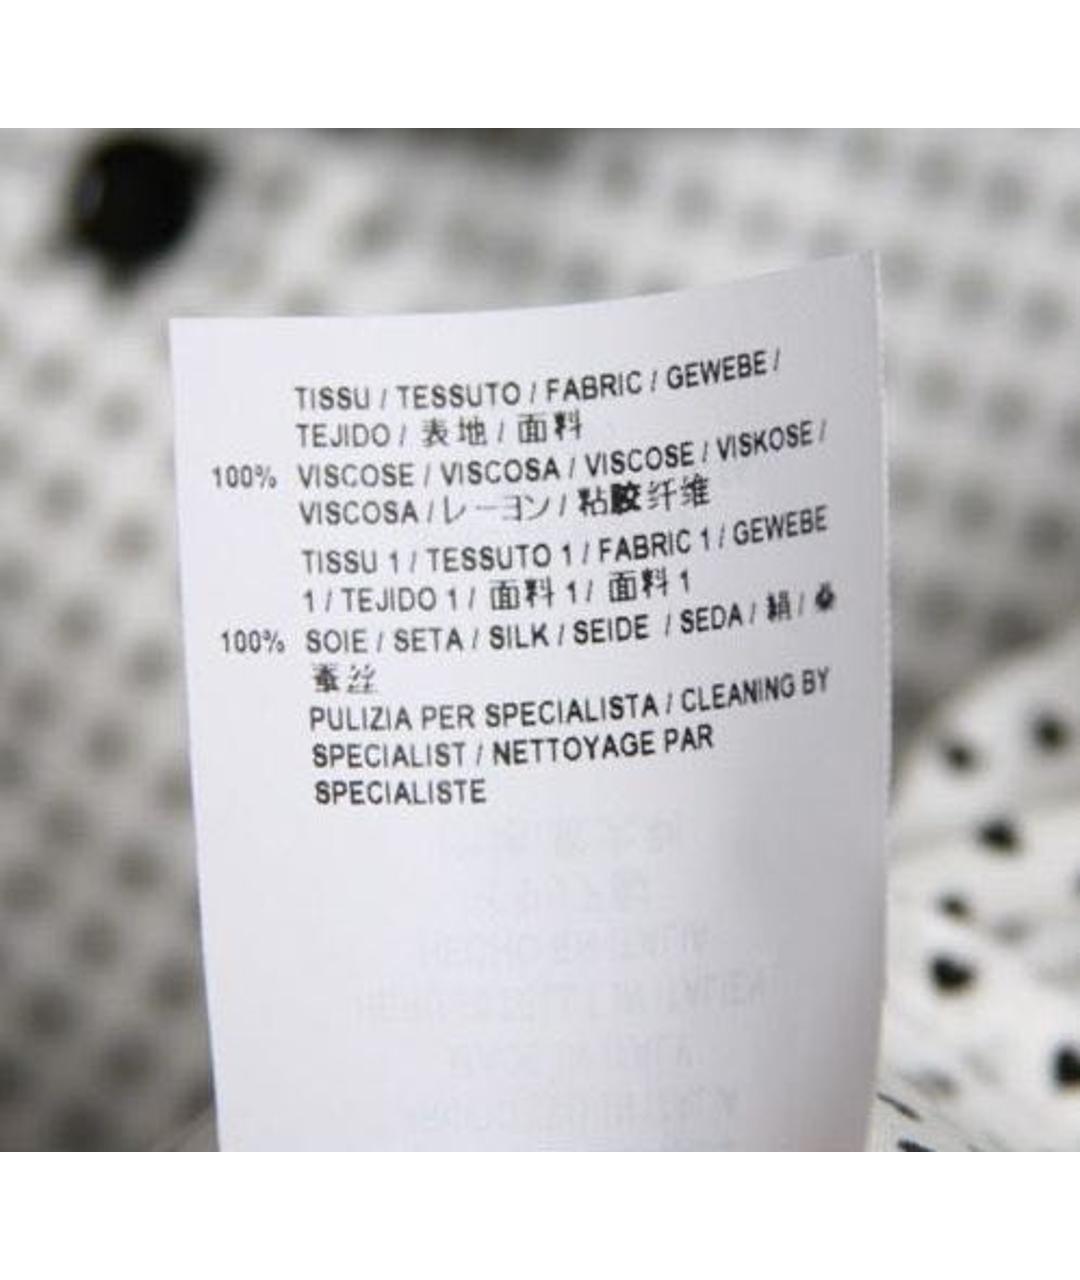 TISSU / TESSUTO / FABRIC / GEWEBE /
TEJIDO / 表地 / 面料
100% VISCOSE / VISCOSA / VISCOSE / VISKOSE /
VISCOSA / レーヨン / 粘胶纤维
TISSU 1 / TESSUTO 1 / FABRIC 1 / GEWEBE
1 / TEJIDO 1 / 面料 1 / 面料 1
100% SOIE / SETA / SILK / SEIDE / SEDA / 絹 / 桑
蚕丝
PULIZIA PER SPECIALISTA / CLEANING BY
SPECIALIST / NETTOYAGE PAR
SPECIALISTE